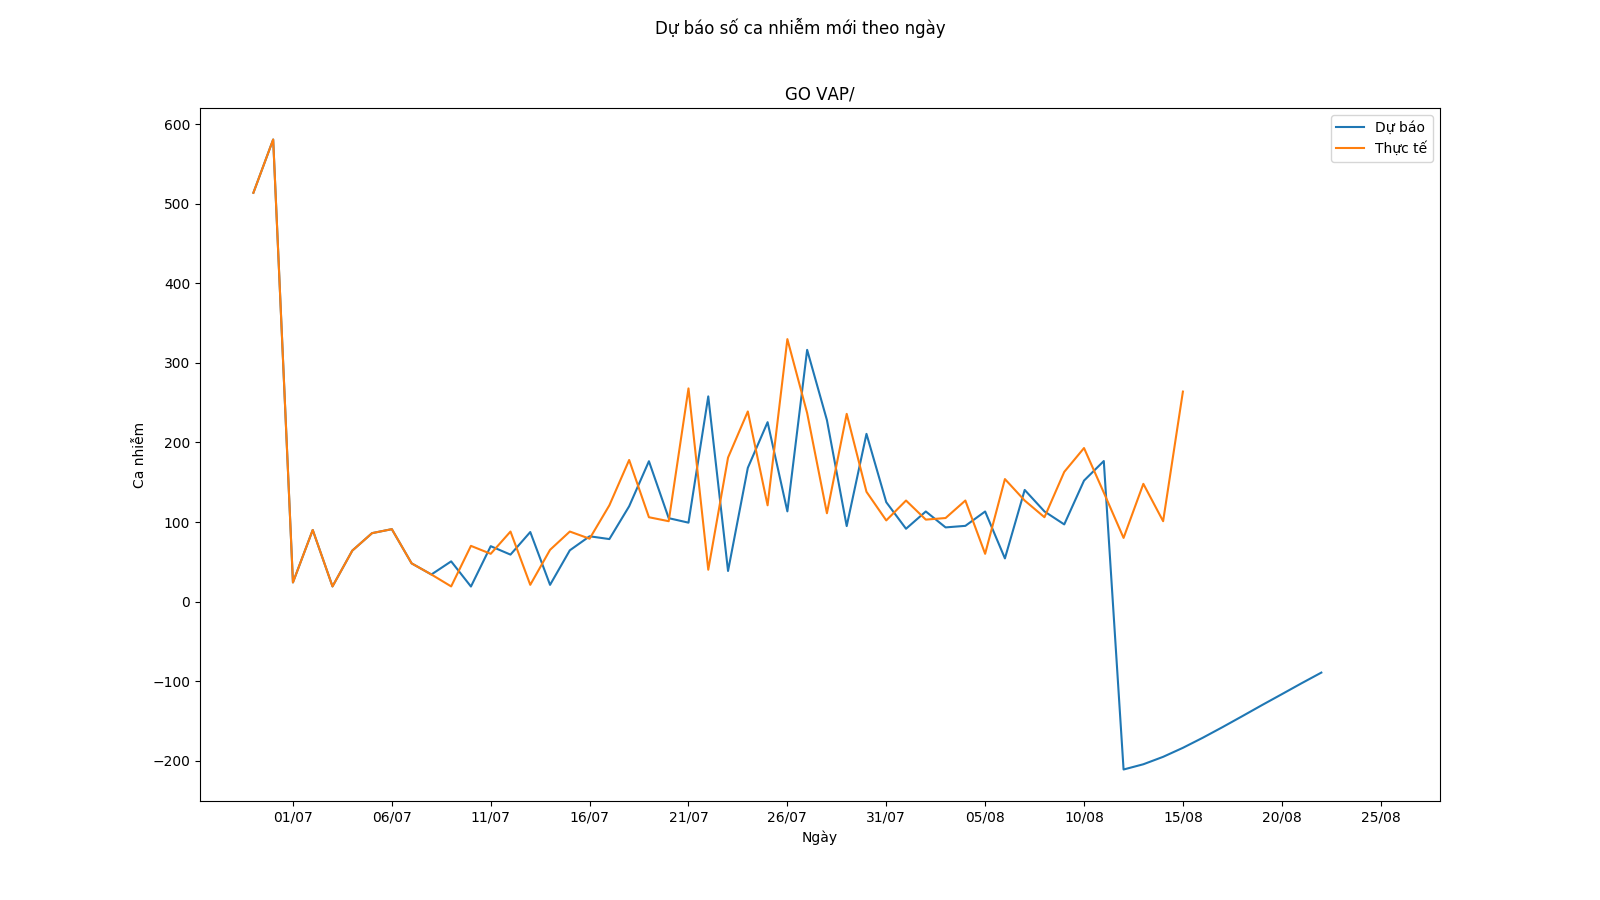 Dự báo số ca nhiễm mới theo ngày
GO VAP/
Dự báo
Thực tế
600
500
400
300
200
100
0
−100
−200
Ca nhiễm
01/07 06/07 11/07 16/07 21/07 26/07 31/07 05/08 10/08 15/08 20/08 25/08
Ngày